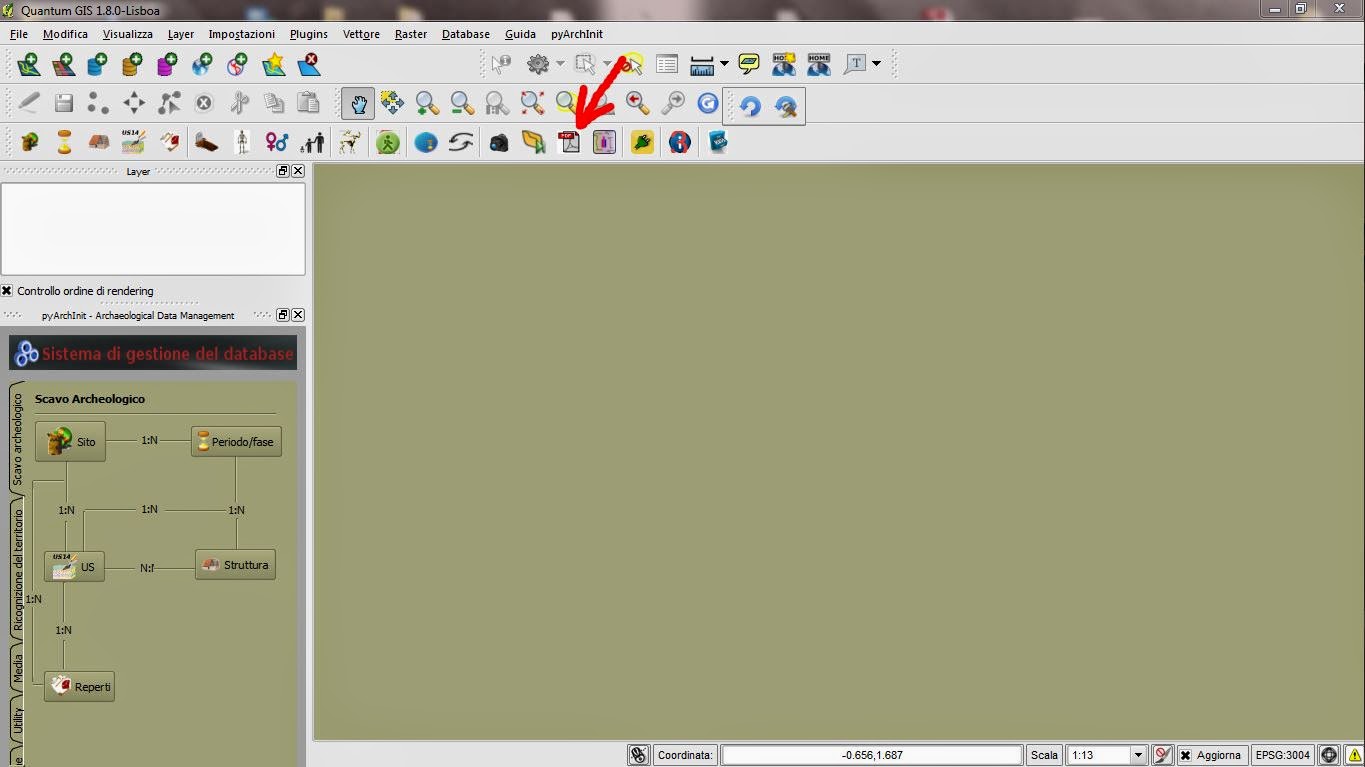 Quantum GIS 1.8.0-Lisboa
File Modifica Visualizza Layer Impostazioni Plugins Vettore Raster Database Guida pyArchInit
HOME
T
US14
PDF
Layer
Controllo ordine di rendering
pyArchInit - Archaeological Data Management
Sistema di gestione del database
Scavo archeologico
Ricognizione del territorio
Media
Utility
Scavo Archeologico
Sito 1:N Periodo/fase
1:N 1:N 1:N
US14
US N:N Struttura
1:N
1:N
Reperti
Coordinata: -0.656,1.687 Scala 1:13 Aggiorna EPSG:3004